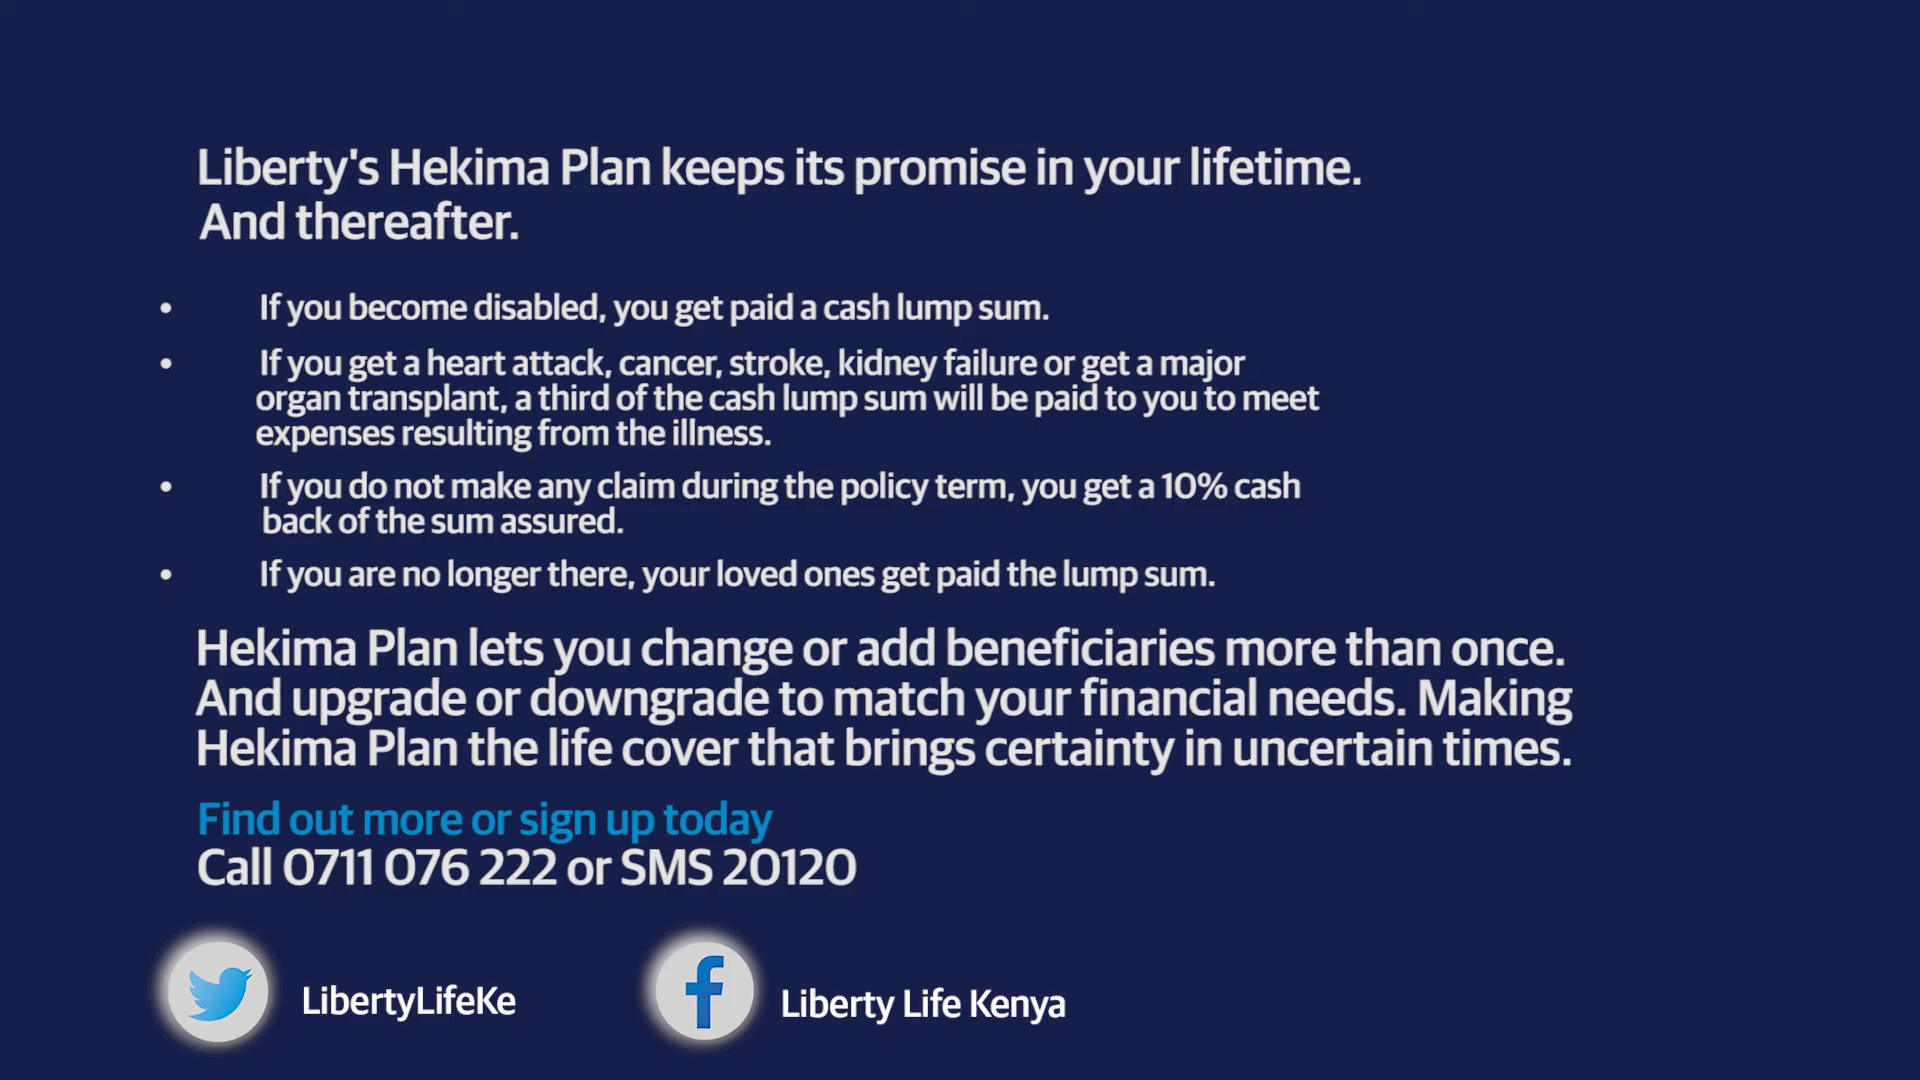 Liberty's Hekima Plan keeps its promise in your lifetime.
And thereafter.
• If you become disabled, you get paid a cash lump sum.
• If you get a heart attack, cancer, stroke, kidney failure or get a major
organ transplant, a third of the cash lump sum will be paid to you to meet
expenses resulting from the illness.
• If you do not make any claim during the policy term, you get a 10% cash
back of the sum assured.
• If you are no longer there, your loved ones get paid the lump sum.
Hekima Plan lets you change or add beneficiaries more than once.
And upgrade or downgrade to match your financial needs. Making
Hekima Plan the life cover that brings certainty in uncertain times.
Find out more or sign up today
Call 0711 076 222 or SMS 20120
LibertyLifeKe
Liberty Life Kenya